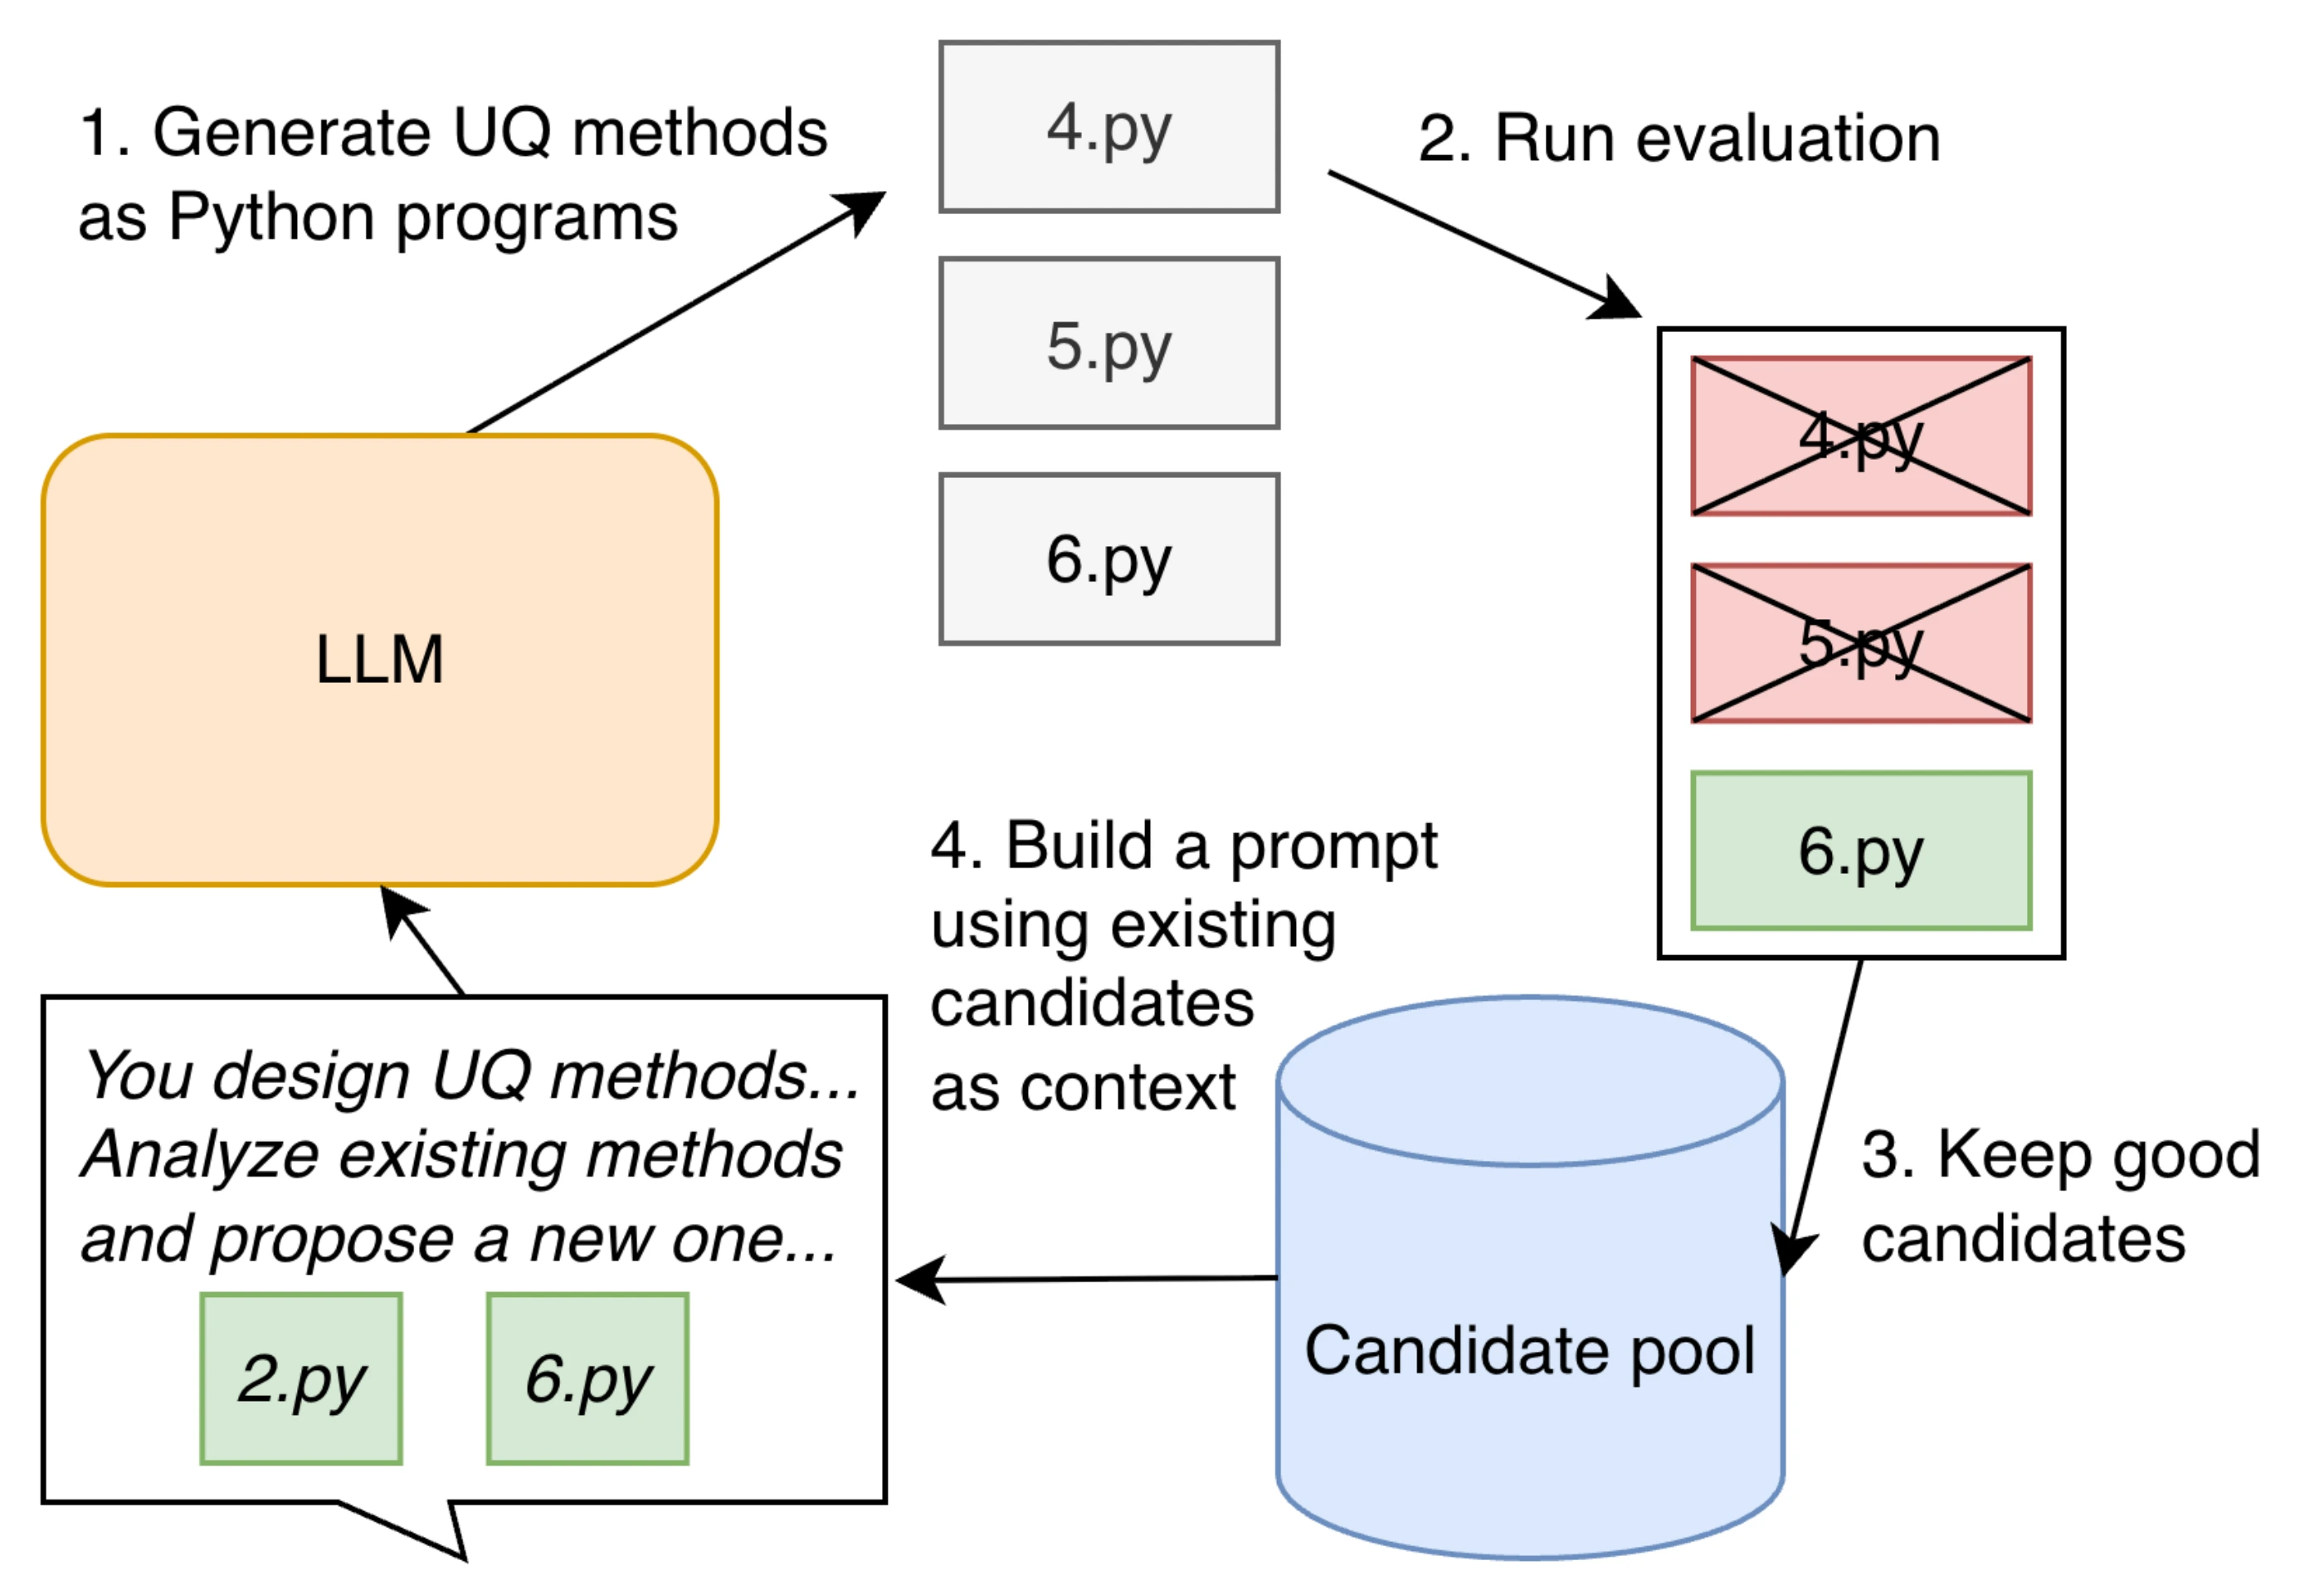 1. Generate UQ methods
as Python programs
4.py
5.py
6.py
2. Run evaluation
4.py
5.py
6.py
LLM
4. Build a prompt
using existing
candidates
as context
3. Keep good
candidates
Candidate pool
You design UQ methods...
Analyze existing methods
and propose a new one...
2.py
6.py